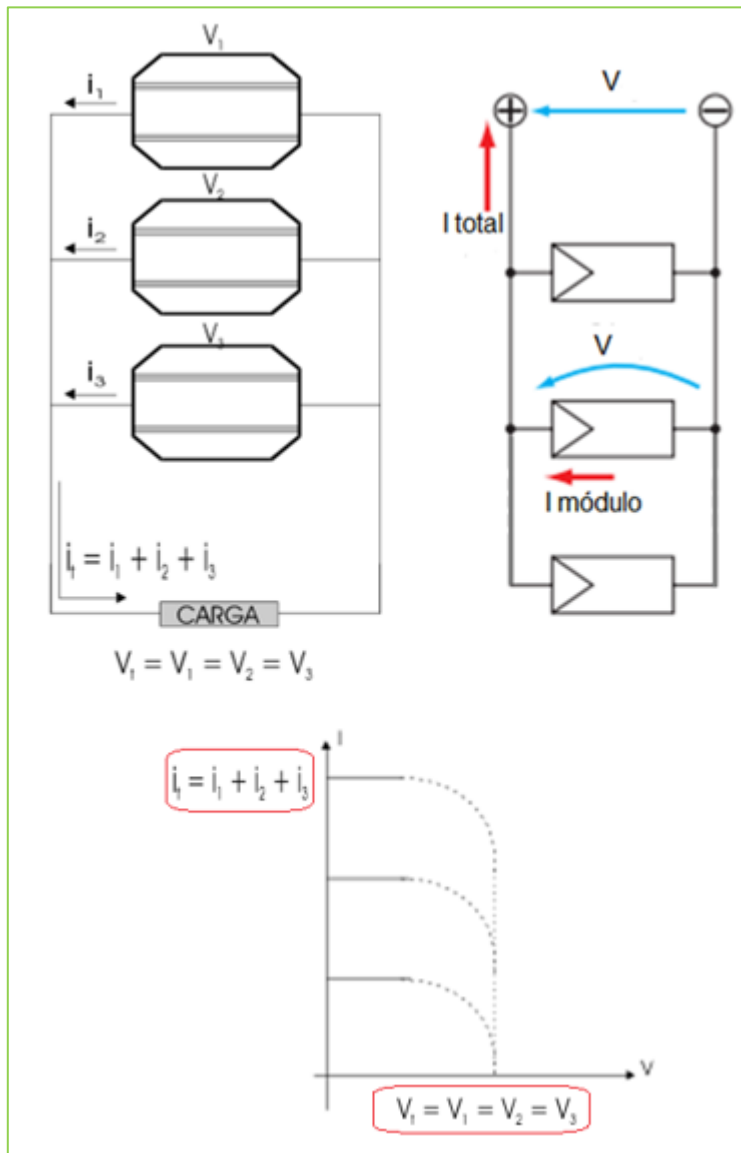 V₁
i₁
V₂
i₂
V₃
i₃
iₜ = i₁ + i₂ + i₃
CARGA
Vₜ = V₁ = V₂ = V₃
V
+
−
I total
V
I módulo
I
iₜ = i₁ + i₂ + i₃
V
Vₜ = V₁ = V₂ = V₃